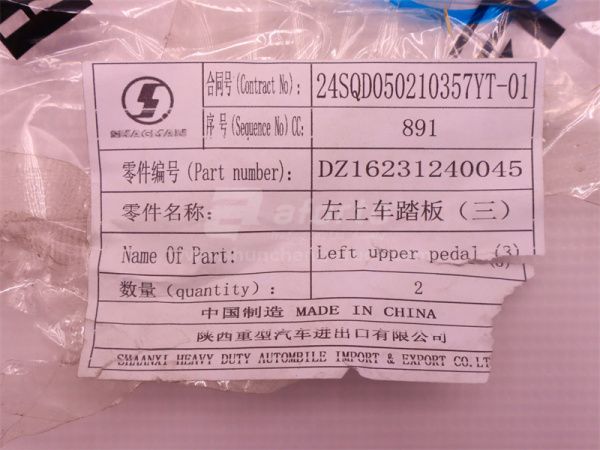 合同号(Contract No): 24SQD050210357YT-01
序号(Sequence No)CC: 891
零件编号(Part number): DZ16231240045
零件名称: 左上车踏板（三）
Name Of Part: Left upper pedal (3)
数量(quantity): 2
中国制造 MADE IN CHINA
陕西重型汽车进出口有限公司
SHAANXI HEAVY DUTY AUTOMBILE IMPORT & EXPORT CO.LT